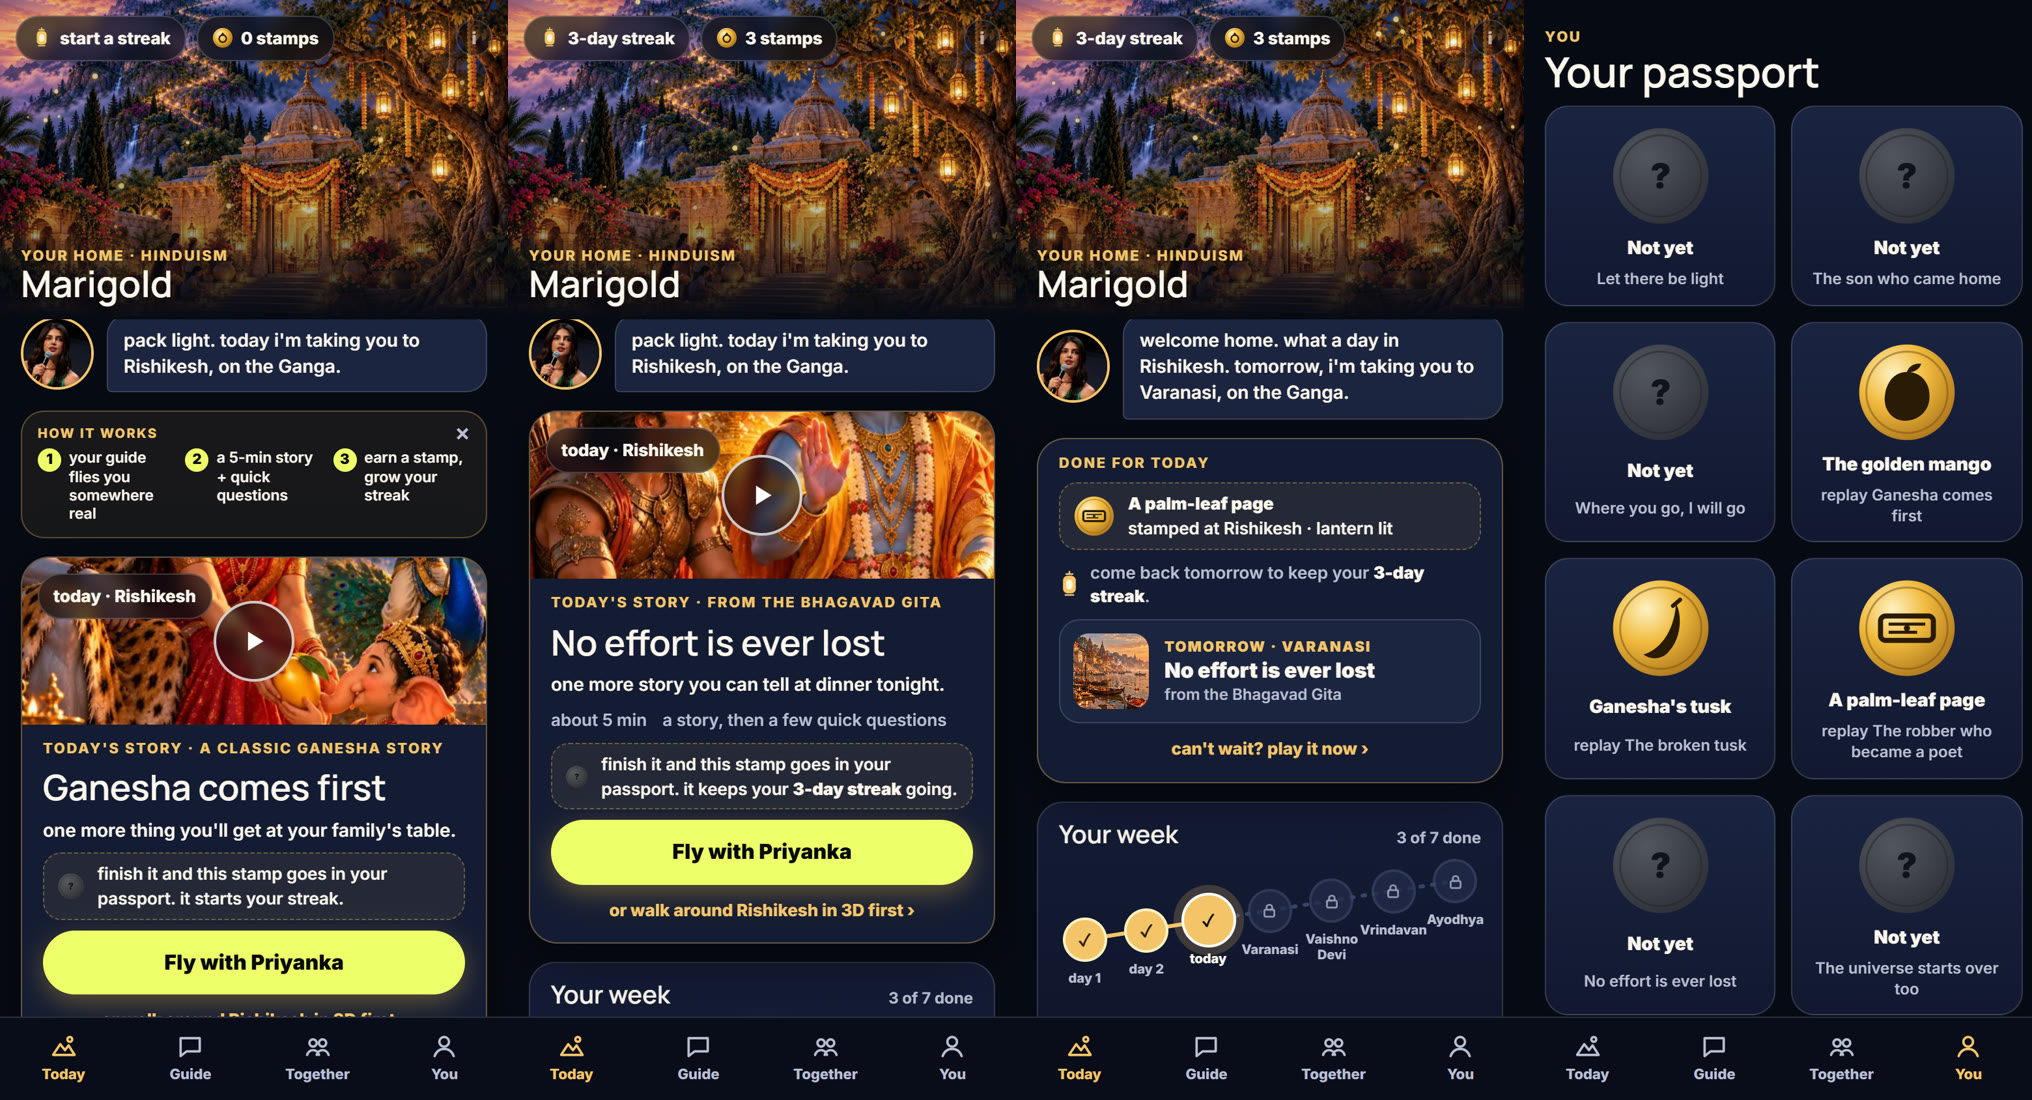 start a streak
0 stamps
i
YOUR HOME · HINDUISM
Marigold
pack light. today i'm taking you to
Rishikesh, on the Ganga.
HOW IT WORKS
×
1 your guide
flies you
somewhere
real
2 a 5-min story
+ quick
questions
3 earn a stamp,
grow your
streak
today · Rishikesh
TODAY'S STORY · A CLASSIC GANESHA STORY
Ganesha comes first
one more thing you'll get at your family's table.
?
finish it and this stamp goes in your
passport. it starts your streak.
Fly with Priyanka
Today
Guide
Together
You
3-day streak
3 stamps
i
YOUR HOME · HINDUISM
Marigold
pack light. today i'm taking you to
Rishikesh, on the Ganga.
today · Rishikesh
TODAY'S STORY · FROM THE BHAGAVAD GITA
No effort is ever lost
one more story you can tell at dinner tonight.
about 5 min a story, then a few quick questions
?
finish it and this stamp goes in your
passport. it keeps your 3-day streak going.
Fly with Priyanka
or walk around Rishikesh in 3D first ›
Your week
3 of 7 done
Today
Guide
Together
You
3-day streak
3 stamps
i
YOUR HOME · HINDUISM
Marigold
welcome home. what a day in
Rishikesh. tomorrow, i'm taking you to
Varanasi, on the Ganga.
DONE FOR TODAY
A palm-leaf page
stamped at Rishikesh · lantern lit
come back tomorrow to keep your 3-day
streak.
TOMORROW · VARANASI
No effort is ever lost
from the Bhagavad Gita
can't wait? play it now ›
Your week
3 of 7 done
day 1
day 2
today
Varanasi
Vaishno
Devi
Vrindavan
Ayodhya
Today
Guide
Together
You
YOU
Your passport
?
Not yet
Let there be light
?
Not yet
The son who came home
?
Not yet
Where you go, I will go
The golden mango
replay Ganesha comes
first
Ganesha's tusk
replay The broken tusk
A palm-leaf page
replay The robber who
became a poet
?
Not yet
No effort is ever lost
?
Not yet
The universe starts over
too
Today
Guide
Together
You